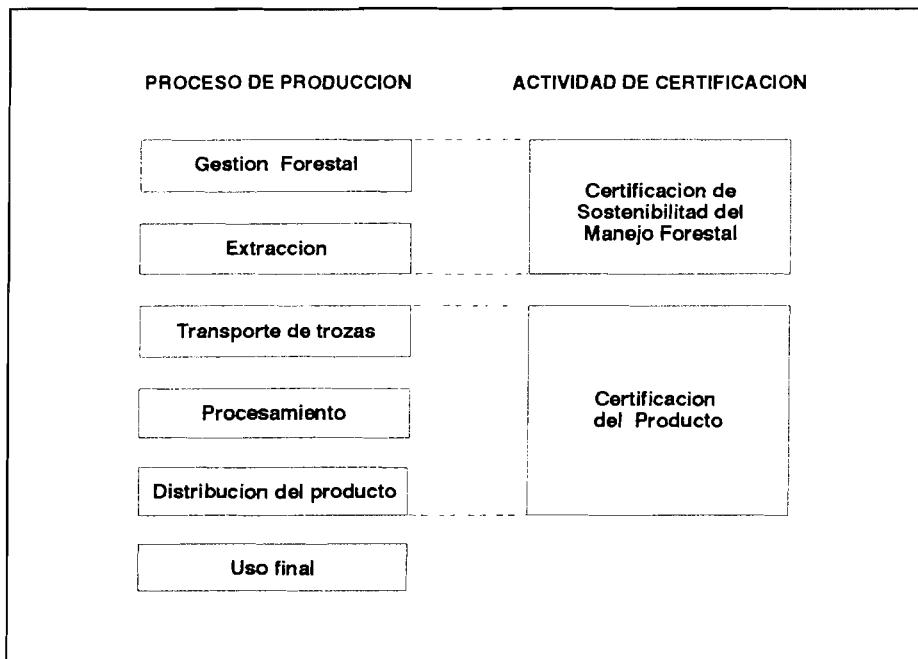 PROCESO DE PRODUCCION
ACTIVIDAD DE CERTIFICACION
Gestion Forestal
Extraccion
Transporte de trozas
Procesamiento
Distribucion del producto
Uso final
Certificacion de
Sostenibilitad del
Manejo Forestal
Certificacion
del Producto